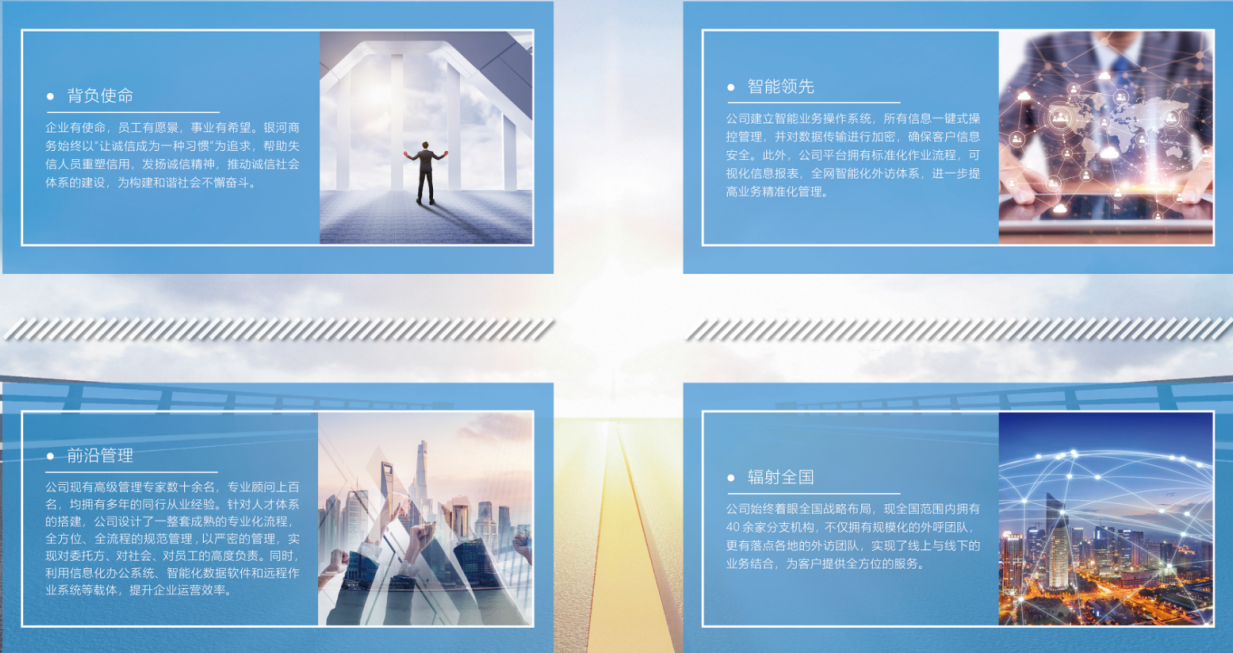 背负使命
企业有使命，员工有愿景，事业有希望。银河商
务始终以“让诚信成为一种习惯”为追求，帮助失
信人员重塑信用，发扬诚信精神，推动诚信社会
体系的建设，为构建和谐社会不懈奋斗。
智能领先
公司建立智能业务操作系统，所有信息一键式操
控管理，并对数据传输进行加密，确保客户信息
安全。此外，公司平台拥有标准化作业流程，可
视化信息报表，全网智能化外访体系，进一步提
高业务精准化管理。
前沿管理
公司现有高级管理专家数十余名，专业顾问上百
名，均拥有多年的同行从业经验。针对人才体系
的搭建，公司设计了一整套成熟的专业化流程，
全方位、全流程的规范管理，以严密的管理，实
现对委托方、对社会、对员工的高度负责。同时，
利用信息化办公系统、智能化数据软件和远程作
业系统等载体，提升企业运营效率。
辐射全国
公司始终着眼全国战略布局，现全国范围内拥有
40 余家分支机构，不仅拥有规模化的外呼团队，
更有落点各地的外访团队，实现了线上与线下的
业务结合，为客户提供全方位的服务。